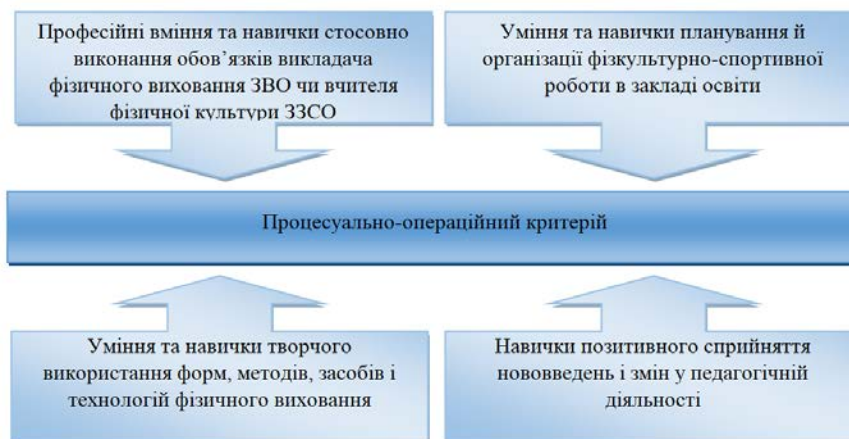 Професійні вміння та навички стосовно
виконання обов’язків викладача
фізичного виховання ЗВО чи вчителя
фізичної культури ЗЗСО
Уміння та навички планування й
організації фізкультурно-спортивної
роботи в закладі освіти
Процесуально-операційний критерій
Уміння та навички творчого
використання форм, методів, засобів і
технологій фізичного виховання
Навички позитивного сприйняття
нововведень і змін у педагогічній
діяльності